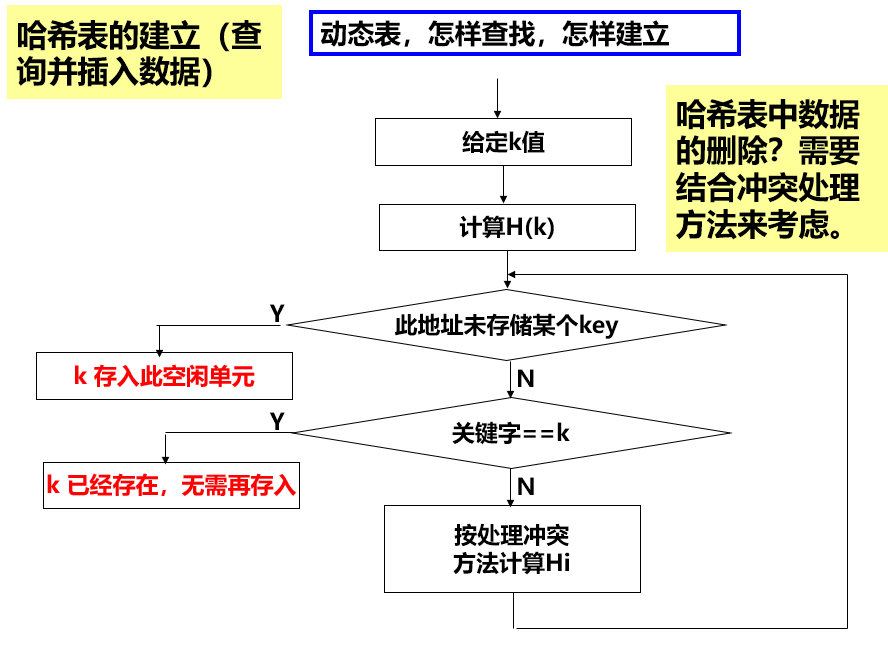 哈希表的建立（查
询并插入数据）
动态表，怎样查找，怎样建立
哈希表中数据
的删除？需要
结合冲突处理
方法来考虑。
给定k值
计算H(k)
此地址未存储某个key
Y
k 存入此空闲单元
N
关键字==k
Y
k 已经存在，无需再存入
N
按处理冲突
方法计算Hi